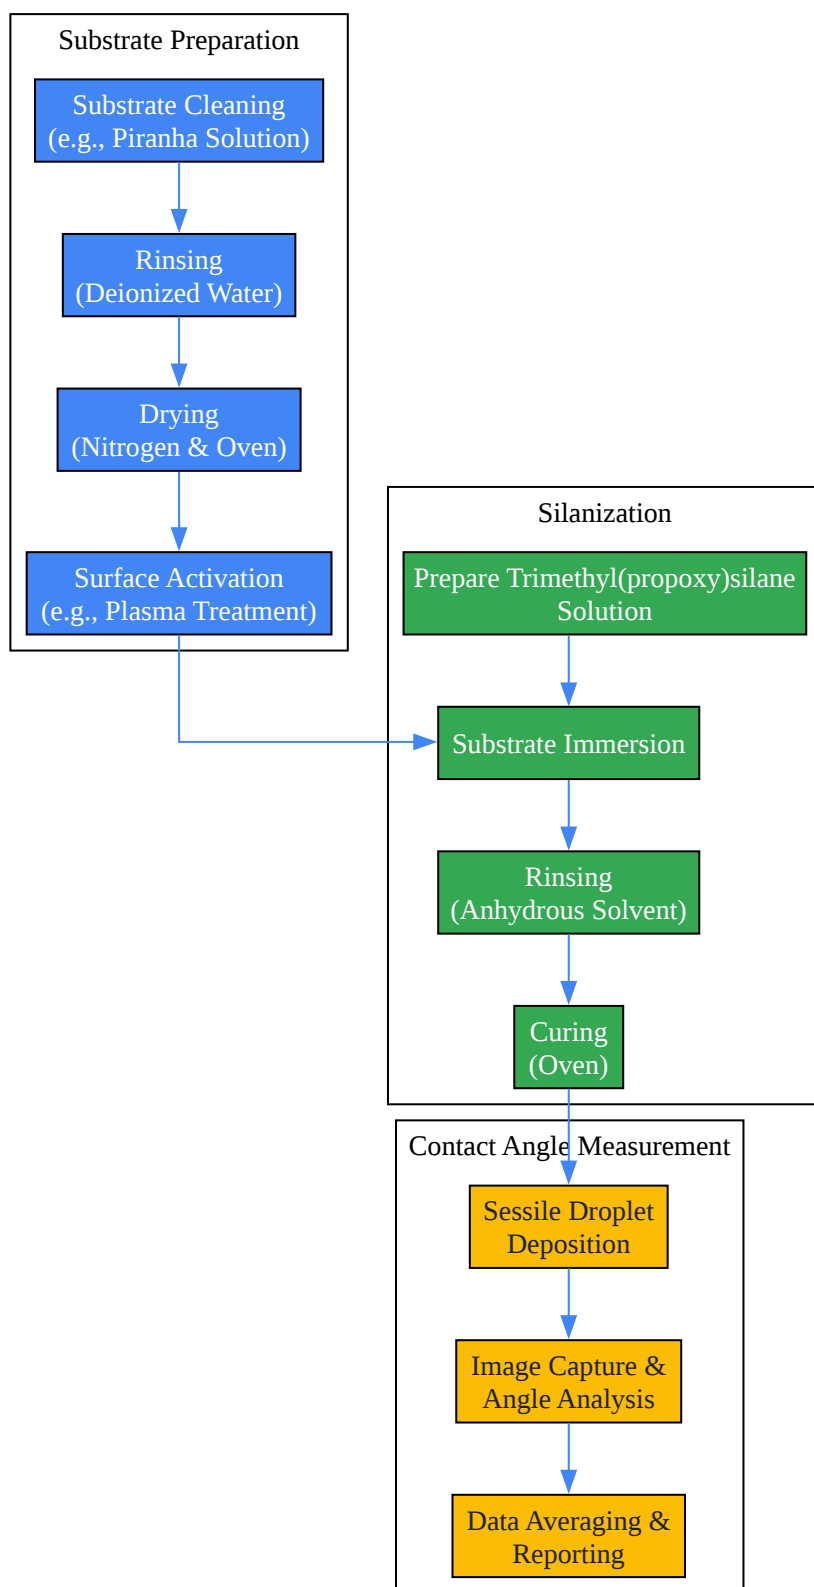 Substrate Preparation
Substrate Cleaning
(e.g., Piranha Solution)
Rinsing
(Deionized Water)
Drying
(Nitrogen & Oven)
Surface Activation
(e.g., Plasma Treatment)
Silanization
Prepare Trimethyl(propoxy)silane
Solution
Substrate Immersion
Rinsing
(Anhydrous Solvent)
Curing
(Oven)
Contact Angle Measurement
Sessile Droplet
Deposition
Image Capture &
Angle Analysis
Data Averaging &
Reporting